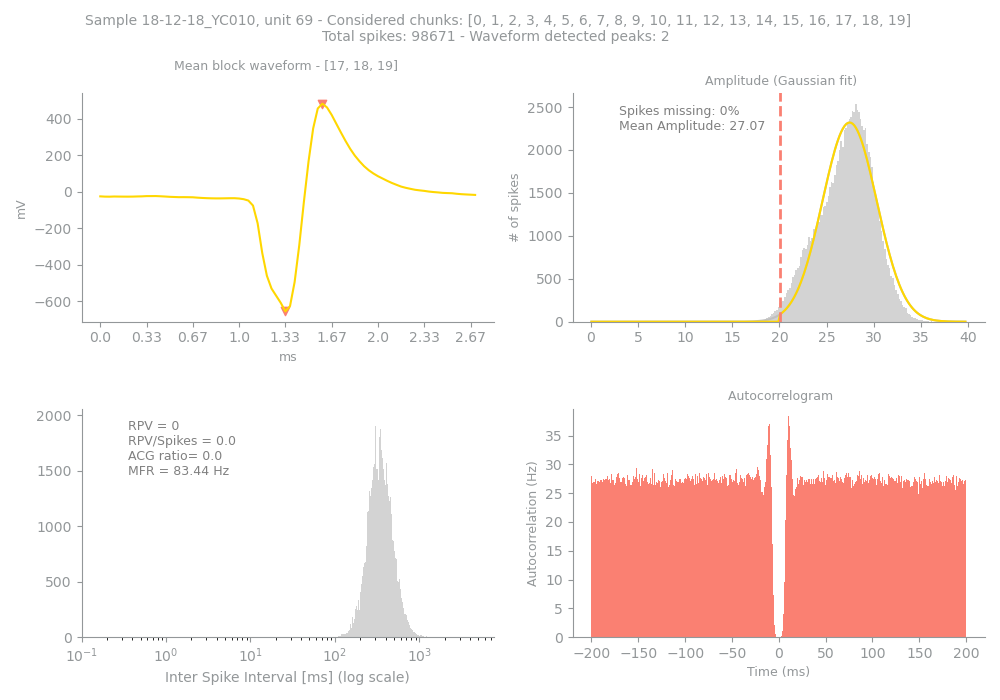 Sample 18-12-18_YC010, unit 69 - Considered chunks: [0, 1, 2, 3, 4, 5, 6, 7, 8, 9, 10, 11, 12, 13, 14, 15, 16, 17, 18, 19]
Total spikes: 98671 - Waveform detected peaks: 2
Mean block waveform - [17, 18, 19]
mV
400
200
0
−200
−400
−600
0.0 0.33 0.67 1.0 1.33 1.67 2.0 2.33 2.67
ms
Amplitude (Gaussian fit)
Spikes missing: 0%
Mean Amplitude: 27.07
# of spikes
2500
2000
1500
1000
500
0
0 5 10 15 20 25 30 35 40
RPV = 0
RPV/Spikes = 0.0
ACG ratio= 0.0
MFR = 83.44 Hz
2000
1500
1000
500
0
10⁻¹ 10⁰ 10¹ 10² 10³
Inter Spike Interval [ms] (log scale)
Autocorrelogram
Autocorrelation (Hz)
35
30
25
20
15
10
5
0
−200 −150 −100 −50 0 50 100 150 200
Time (ms)